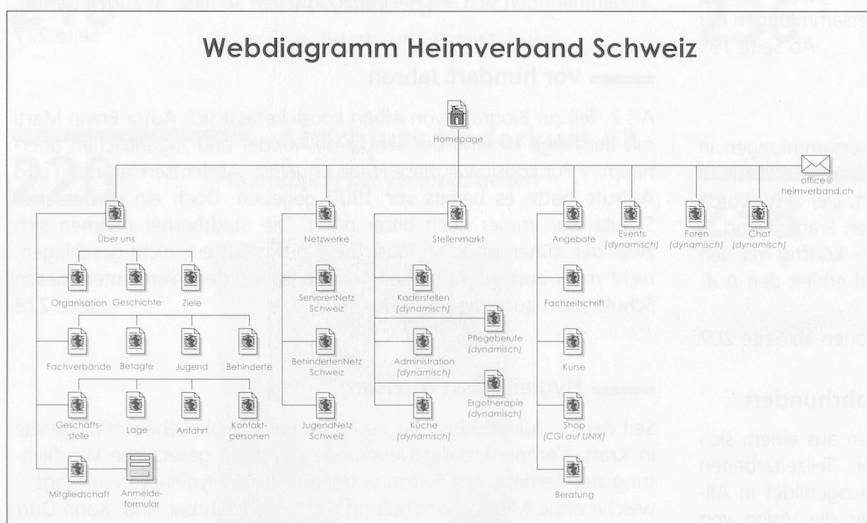 Webdiagramm Heimverband Schweiz
Homepage
office@
heimverband.ch
Über uns
Netzwerke
Stellenmarkt
Angebote
Events
(dynamisch)
Foren
(dynamisch)
Chat
(dynamisch)
Organisation
Geschichte
Ziele
SeniorenNetz
Schweiz
Kaderstellen
(dynamisch)
Fachzeitschrift
Pflegeberufe
(dynamisch)
Fachverbände
Betagte
Jugend
Behinderte
BehindertenNetz
Schweiz
Administration
(dynamisch)
Kurse
Ergotherapie
(dynamisch)
Geschäfts-
stelle
Lage
Anfahrt
Kontakt-
personen
JugendNetz
Schweiz
Küche
(dynamisch)
Shop
(CGI auf UNIX)
Mitgliedschaft
Anmelde-
formular
Beratung